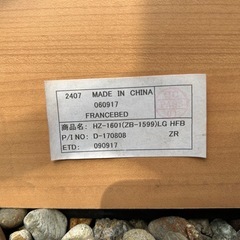 2407 MADE IN CHINA
060917
FRANCEBED
商品名: HZ-1601(ZB-1599)LG HFB
P/I NO: D-170808 ZR
ETD: 090917